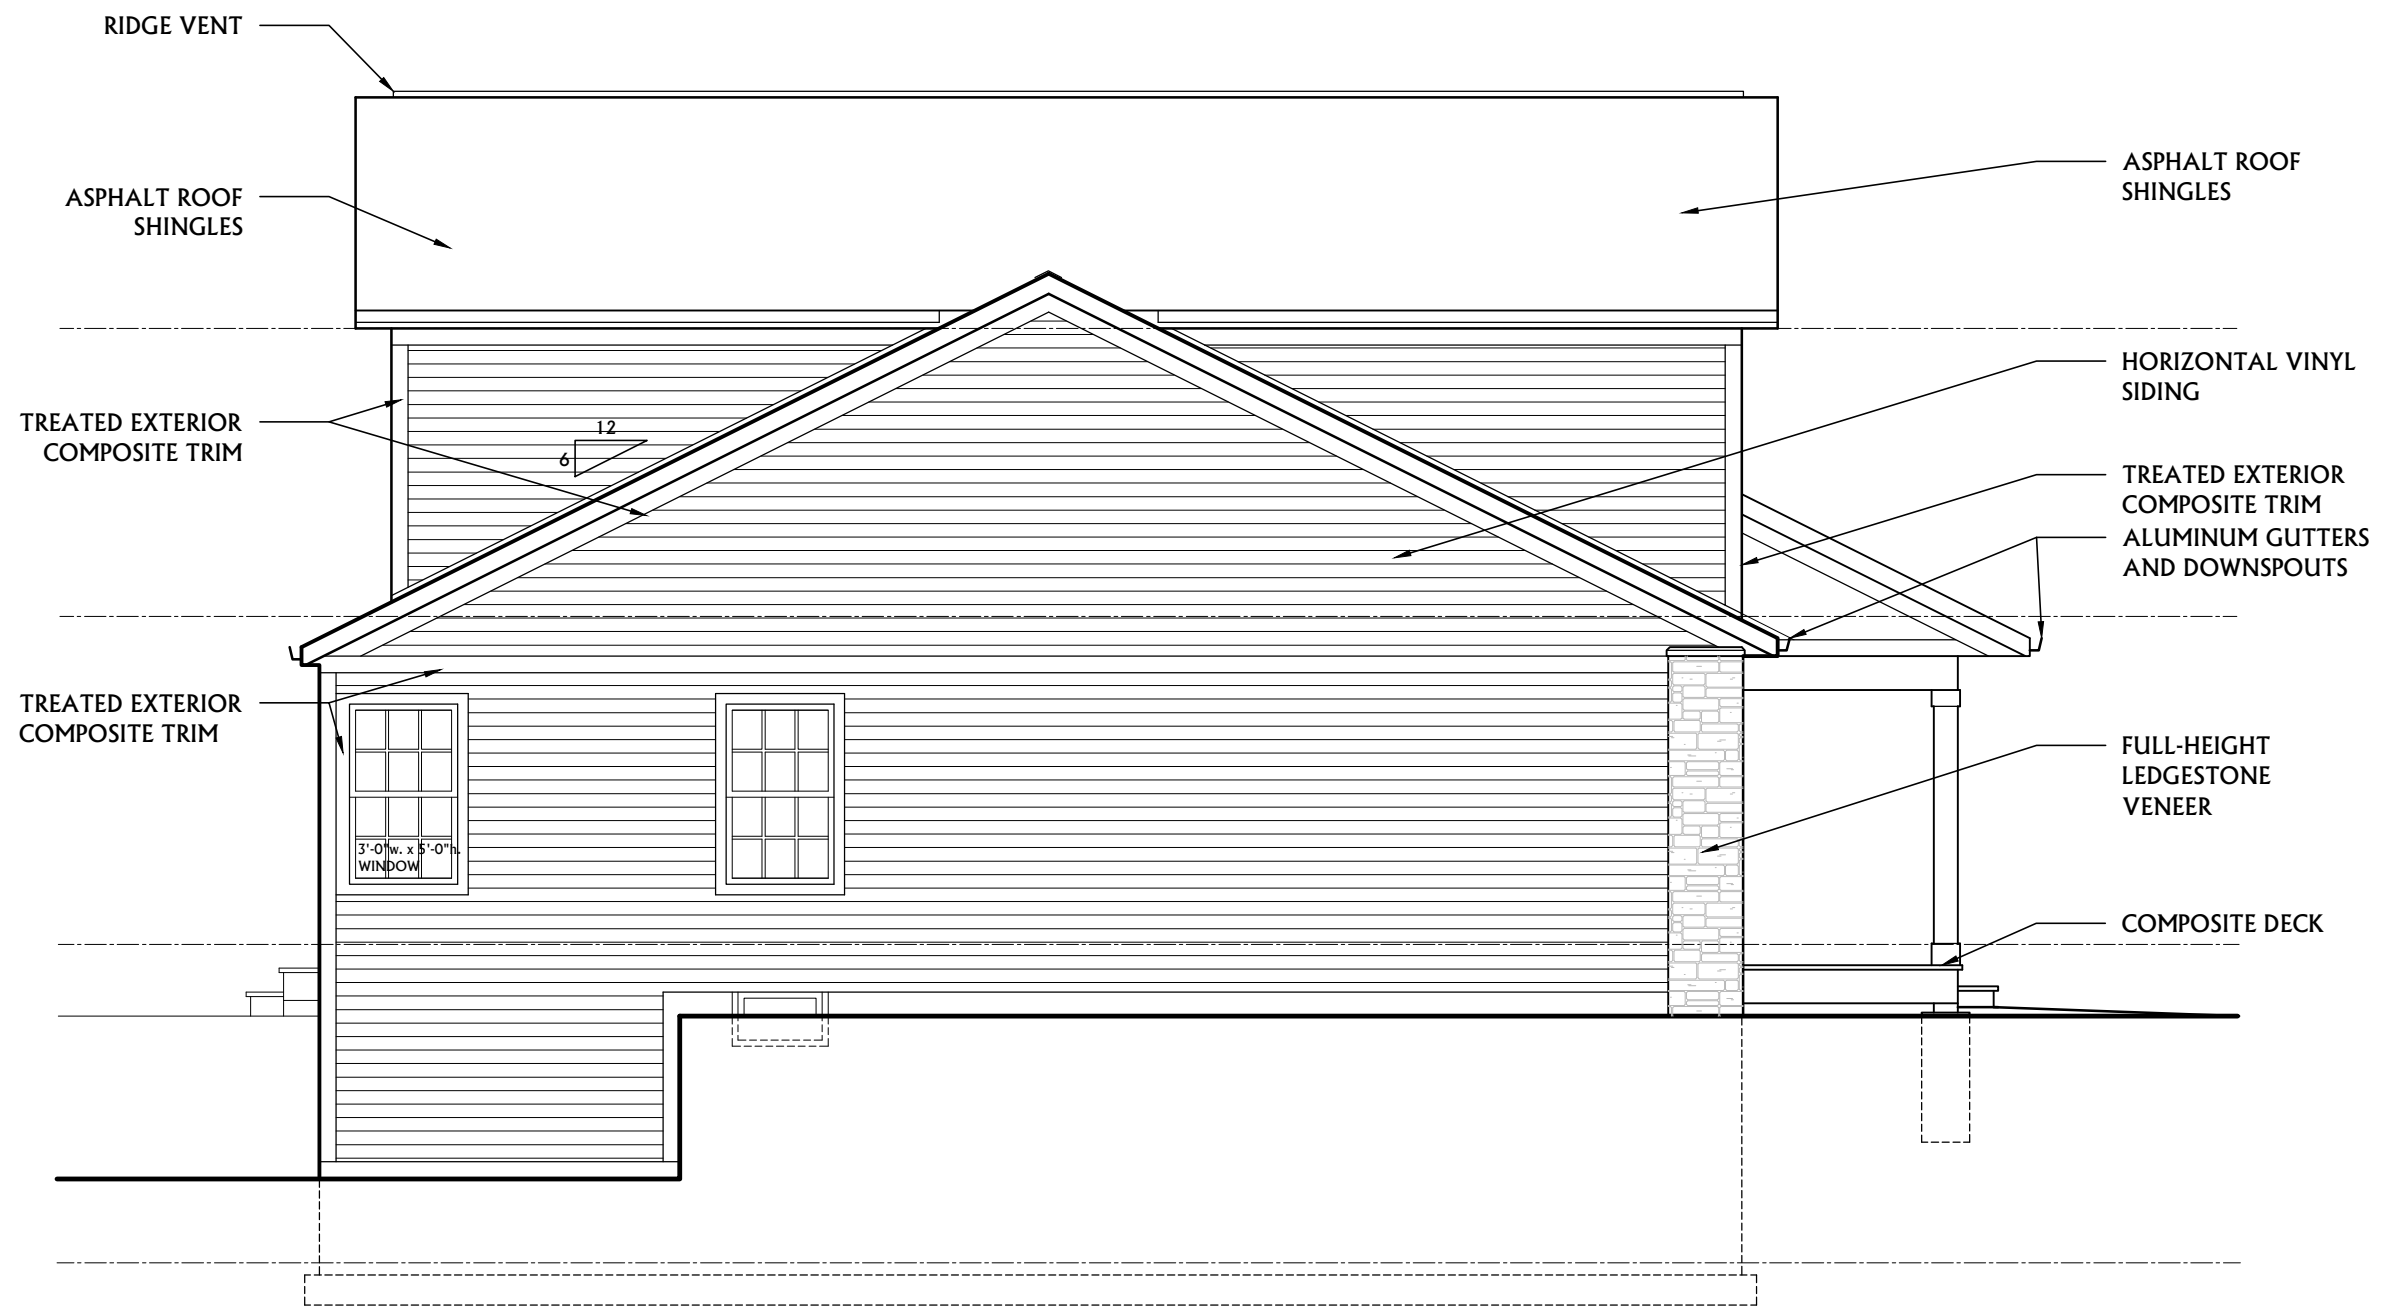 RIDGE VENT
ASPHALT ROOF
SHINGLES
ASPHALT ROOF
SHINGLES
HORIZONTAL VINYL
SIDING
TREATED EXTERIOR
COMPOSITE TRIM
12
6
TREATED EXTERIOR
COMPOSITE TRIM
ALUMINUM GUTTERS
AND DOWNSPOUTS
TREATED EXTERIOR
COMPOSITE TRIM
FULL-HEIGHT
LEDGESTONE
VENEER
3'-0"w. x 5'-0"h.
WINDOW
COMPOSITE DECK